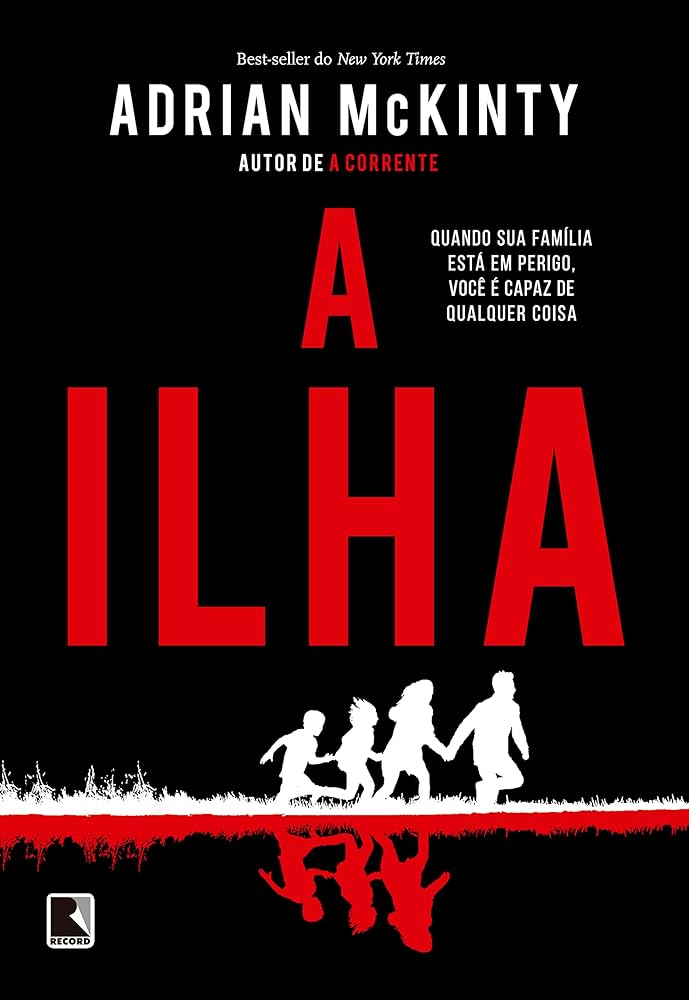 Best-seller do New York Times
ADRIAN McKINTY
AUTOR DE A CORRENTE
A
QUANDO SUA FAMÍLIA
ESTÁ EM PERIGO,
VOCÊ É CAPAZ DE
QUALQUER COISA
ILHA
R
RECORD